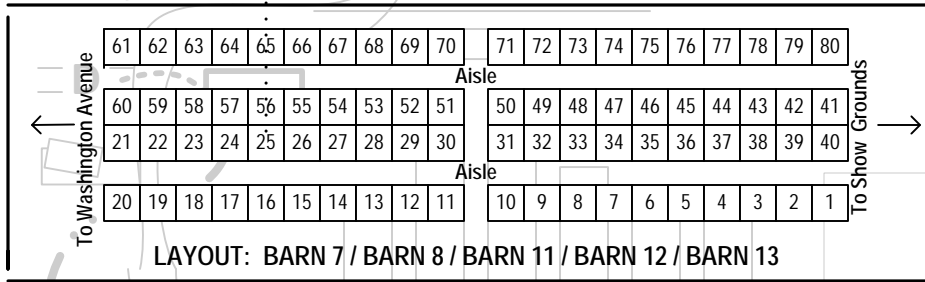 61 62 63 64 65 66 67 68 69 70 71 72 73 74 75 76 77 78 79 80
Aisle
60 59 58 57 56 55 54 53 52 51 50 49 48 47 46 45 44 43 42 41
21 22 23 24 25 26 27 28 29 30 31 32 33 34 35 36 37 38 39 40
Aisle
20 19 18 17 16 15 14 13 12 11 10 9 8 7 6 5 4 3 2 1
To Washington Avenue
To Show Grounds
LAYOUT: BARN 7 / BARN 8 / BARN 11 / BARN 12 / BARN 13